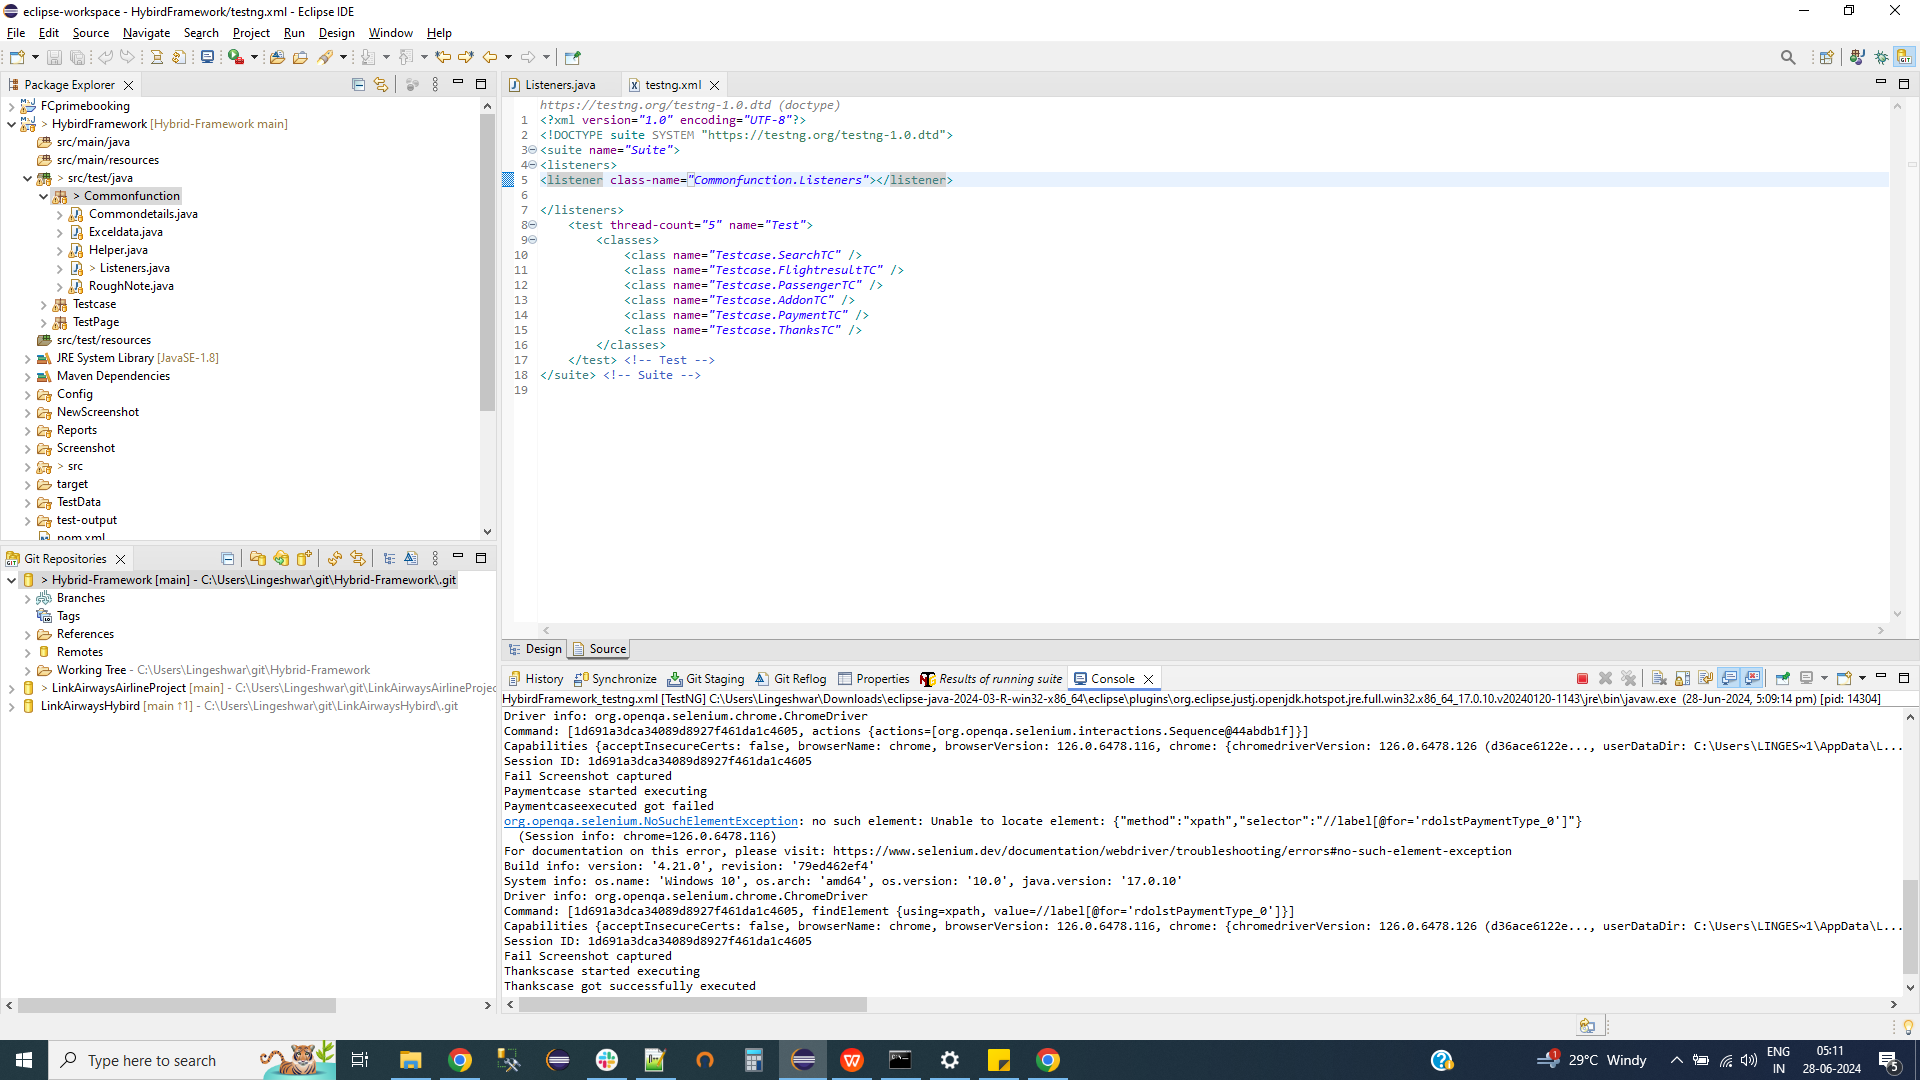 eclipse-workspace - HybirdFramework/testng.xml - Eclipse IDE
File Edit Source Navigate Search Project Run Design Window Help
Package Explorer
FCprimebooking
> HybirdFramework [Hybrid-Framework main]
src/main/java
src/main/resources
> src/test/java
> Commonfunction
Commondetails.java
Exceldata.java
Helper.java
> Listeners.java
RoughNote.java
Testcase
TestPage
src/test/resources
JRE System Library [JavaSE-1.8]
Maven Dependencies
Config
NewScreenshot
Reports
Screenshot
> src
target
TestData
test-output
pom.xml
Git Repositories
> Hybrid-Framework [main] - C:\Users\Lingeshwar\git\Hybrid-Framework\.git
Branches
Tags
References
Remotes
Working Tree - C:\Users\Lingeshwar\git\Hybrid-Framework
> LinkAirwaysAirlineProject [main] - C:\Users\Lingeshwar\git\LinkAirwaysAirlineProjec
LinkAirwaysHybrid [main ↑1] - C:\Users\Lingeshwar\git\LinkAirwaysHybrid\.git
Listeners.java testng.xml
https://testng.org/testng-1.0.dtd (doctype)
1 <?xml version="1.0" encoding="UTF-8"?>
2 <!DOCTYPE suite SYSTEM "https://testng.org/testng-1.0.dtd">
3 <suite name="Suite">
4 <listeners>
5 <listener class-name="Commonfunction.Listeners"></listener>
6
7 </listeners>
8 <test thread-count="5" name="Test">
9 <classes>
10 <class name="Testcase.SearchTC" />
11 <class name="Testcase.FlightresultTC" />
12 <class name="Testcase.PassengerTC" />
13 <class name="Testcase.AddonTC" />
14 <class name="Testcase.PaymentTC" />
15 <class name="Testcase.ThanksTC" />
16 </classes>
17 </test> <!-- Test -->
18 </suite> <!-- Suite -->
19
Design Source
History Synchronize Git Staging Git Reflog Properties Results of running suite Console
HybirdFramework_testng.xml [TestNG] C:\Users\Lingeshwar\Downloads\eclipse-java-2024-03-R-win32-x86_64\eclipse\plugins\org.eclipse.justj.openjdk.hotspot.jre.full.win32.x86_64_17.0.10.v20240120-1143\jre\bin\javaw.exe (28-Jun-2024, 5:09:14 pm) [pid: 14304]
Driver info: org.openqa.selenium.chrome.ChromeDriver
Command: [1d691a3dca34089d8927f461da1c4605, actions {actions=[org.openqa.selenium.interactions.Sequence@44abdb1f]}]
Capabilities {acceptInsecureCerts: false, browserName: chrome, browserVersion: 126.0.6478.116, chrome: {chromedriverVersion: 126.0.6478.126 (d36ace6122e..., userDataDir: C:\Users\LINGES~1\AppData\L...
Session ID: 1d691a3dca34089d8927f461da1c4605
Fail Screenshot captured
Paymentcase started executing
Paymentcaseexecuted got failed
org.openqa.selenium.NoSuchElementException: no such element: Unable to locate element: {"method":"xpath","selector":"//label[@for='rdolstPaymentType_0']"}
(Session info: chrome=126.0.6478.116)
For documentation on this error, please visit: https://www.selenium.dev/documentation/webdriver/troubleshooting/errors#no-such-element-exception
Build info: version: '4.21.0', revision: '79ed462ef4'
System info: os.name: 'Windows 10', os.arch: 'amd64', os.version: '10.0', java.version: '17.0.10'
Driver info: org.openqa.selenium.chrome.ChromeDriver
Command: [1d691a3dca34089d8927f461da1c4605, findElement {using=xpath, value=//label[@for='rdolstPaymentType_0']}]
Capabilities {acceptInsecureCerts: false, browserName: chrome, browserVersion: 126.0.6478.116, chrome: {chromedriverVersion: 126.0.6478.126 (d36ace6122e..., userDataDir: C:\Users\LINGES~1\AppData\L...
Session ID: 1d691a3dca34089d8927f461da1c4605
Fail Screenshot captured
Thankscase started executing
Thankscase got successfully executed
Type here to search
29°C Windy
ENG
IN
05:11
28-06-2024
5